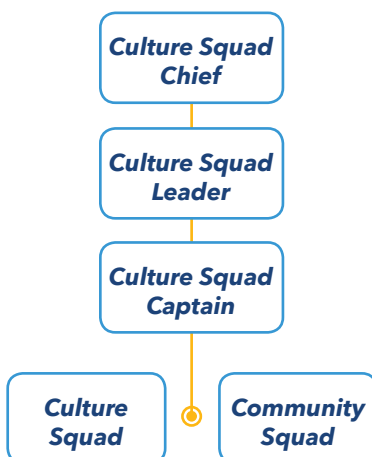 Culture Squad
Chief
Culture Squad
Leader
Culture Squad
Captain
Culture
Squad
Community
Squad